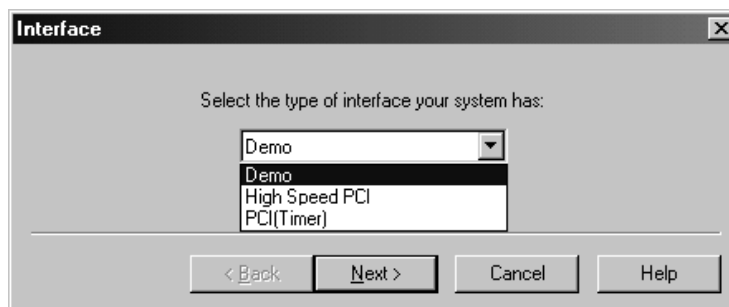 Interface
Select the type of interface your system has:
Demo
Demo
High Speed PCI
PCI(Timer)
< Back
Next >
Cancel
Help